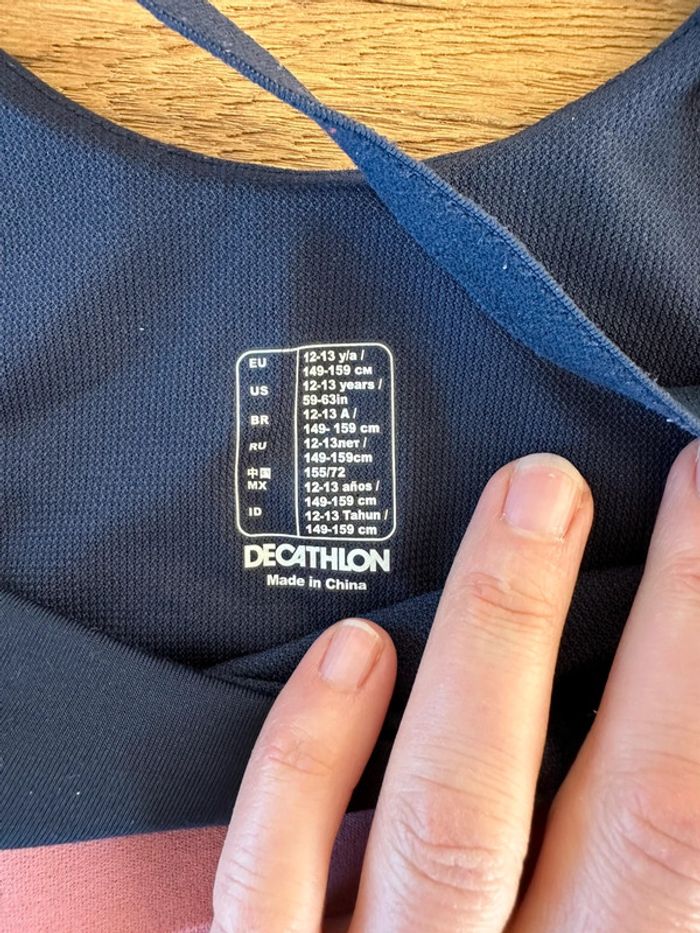 EU 12-13 y/a /
149-159 CM
US 12-13 years /
59-63in
BR 12-13 A /
149- 159 cm
RU 12-13лет /
149-159cm
中国 155/72
MX 12-13 años /
149-159 cm
ID 12-13 Tahun /
149-159 cm
DECATHLON
Made in China